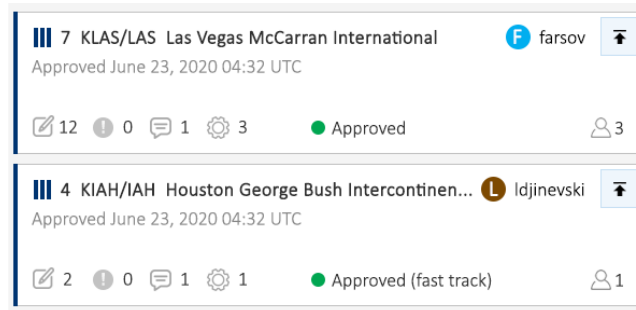 7 KLAS/LAS Las Vegas McCarran International F farsov
Approved June 23, 2020 04:32 UTC
12 0 1 3 Approved 3
4 KIAH/IAH Houston George Bush Intercontinen... L ldjinevski
Approved June 23, 2020 04:32 UTC
2 0 1 1 Approved (fast track) 1